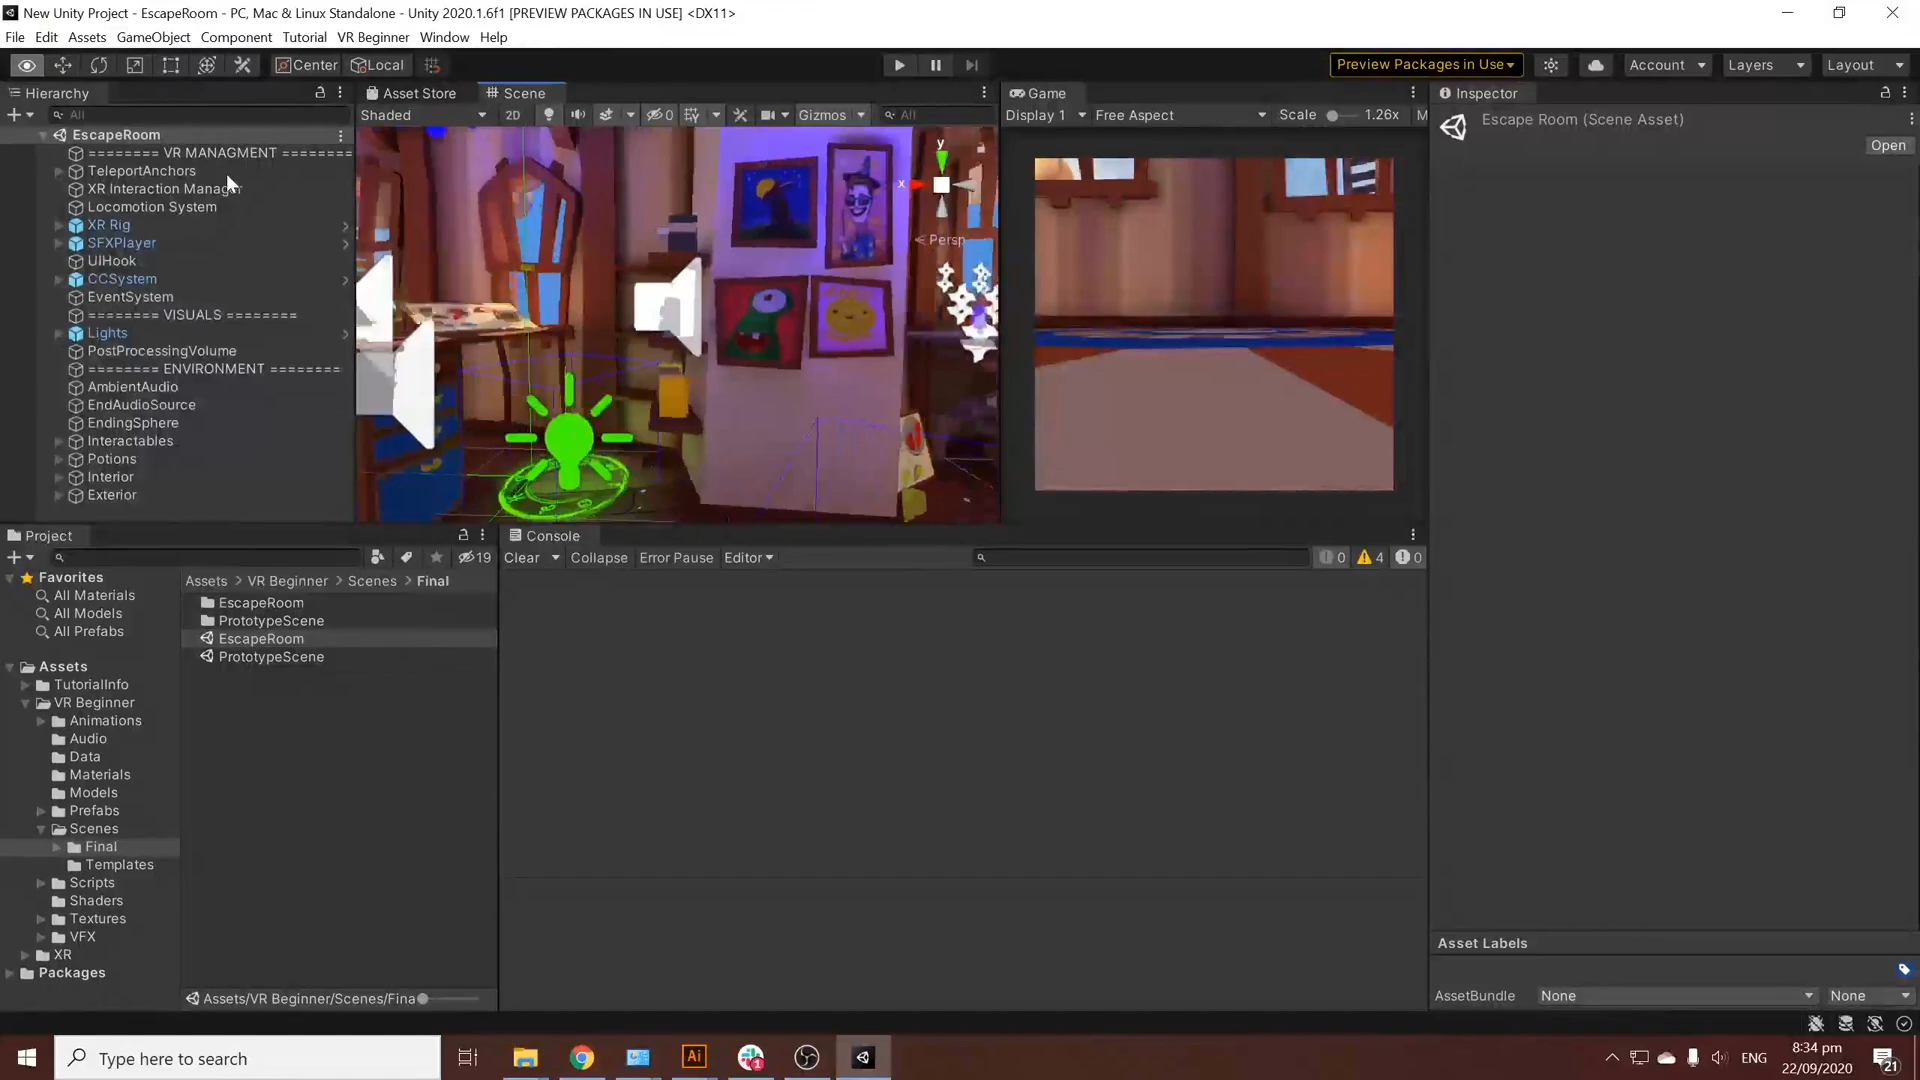 New Unity Project - EscapeRoom - PC, Mac & Linux Standalone - Unity 2020.1.6f1 [PREVIEW PACKAGES IN USE] <DX11>
File Edit Assets GameObject Component Tutorial VR Beginner Window Help
Center Local Preview Packages in Use Account Layers Layout
Hierarchy Asset Store Scene Game Inspector
All Shaded 2D 0 Gizmos All Display 1 Free Aspect Scale 1.26x M
EscapeRoom Escape Room (Scene Asset)
Open
======== VR MANAGMENT ========
TeleportAnchors
XR Interaction Manager
Locomotion System
XR Rig
SFXPlayer
UIHook
CCSystem
EventSystem
======== VISUALS ========
Lights
PostProcessingVolume
======== ENVIRONMENT ========
AmbientAudio
EndAudioSource
EndingSphere
Interactables
Potions
Interior
Exterior
y
x
Persp
Project Console
19 Clear Collapse Error Pause Editor 0 4 0
Favorites
All Materials
All Models
All Prefabs
Assets
TutorialInfo
VR Beginner
Animations
Audio
Data
Materials
Models
Prefabs
Scenes
Final
Templates
Scripts
Shaders
Textures
VFX
XR
Packages
Assets > VR Beginner > Scenes > Final
EscapeRoom
PrototypeScene
EscapeRoom
PrototypeScene
Assets/VR Beginner/Scenes/Fina
Asset Labels
AssetBundle None None
Type here to search Ai 1 ENG 8:34 pm
22/09/2020 21